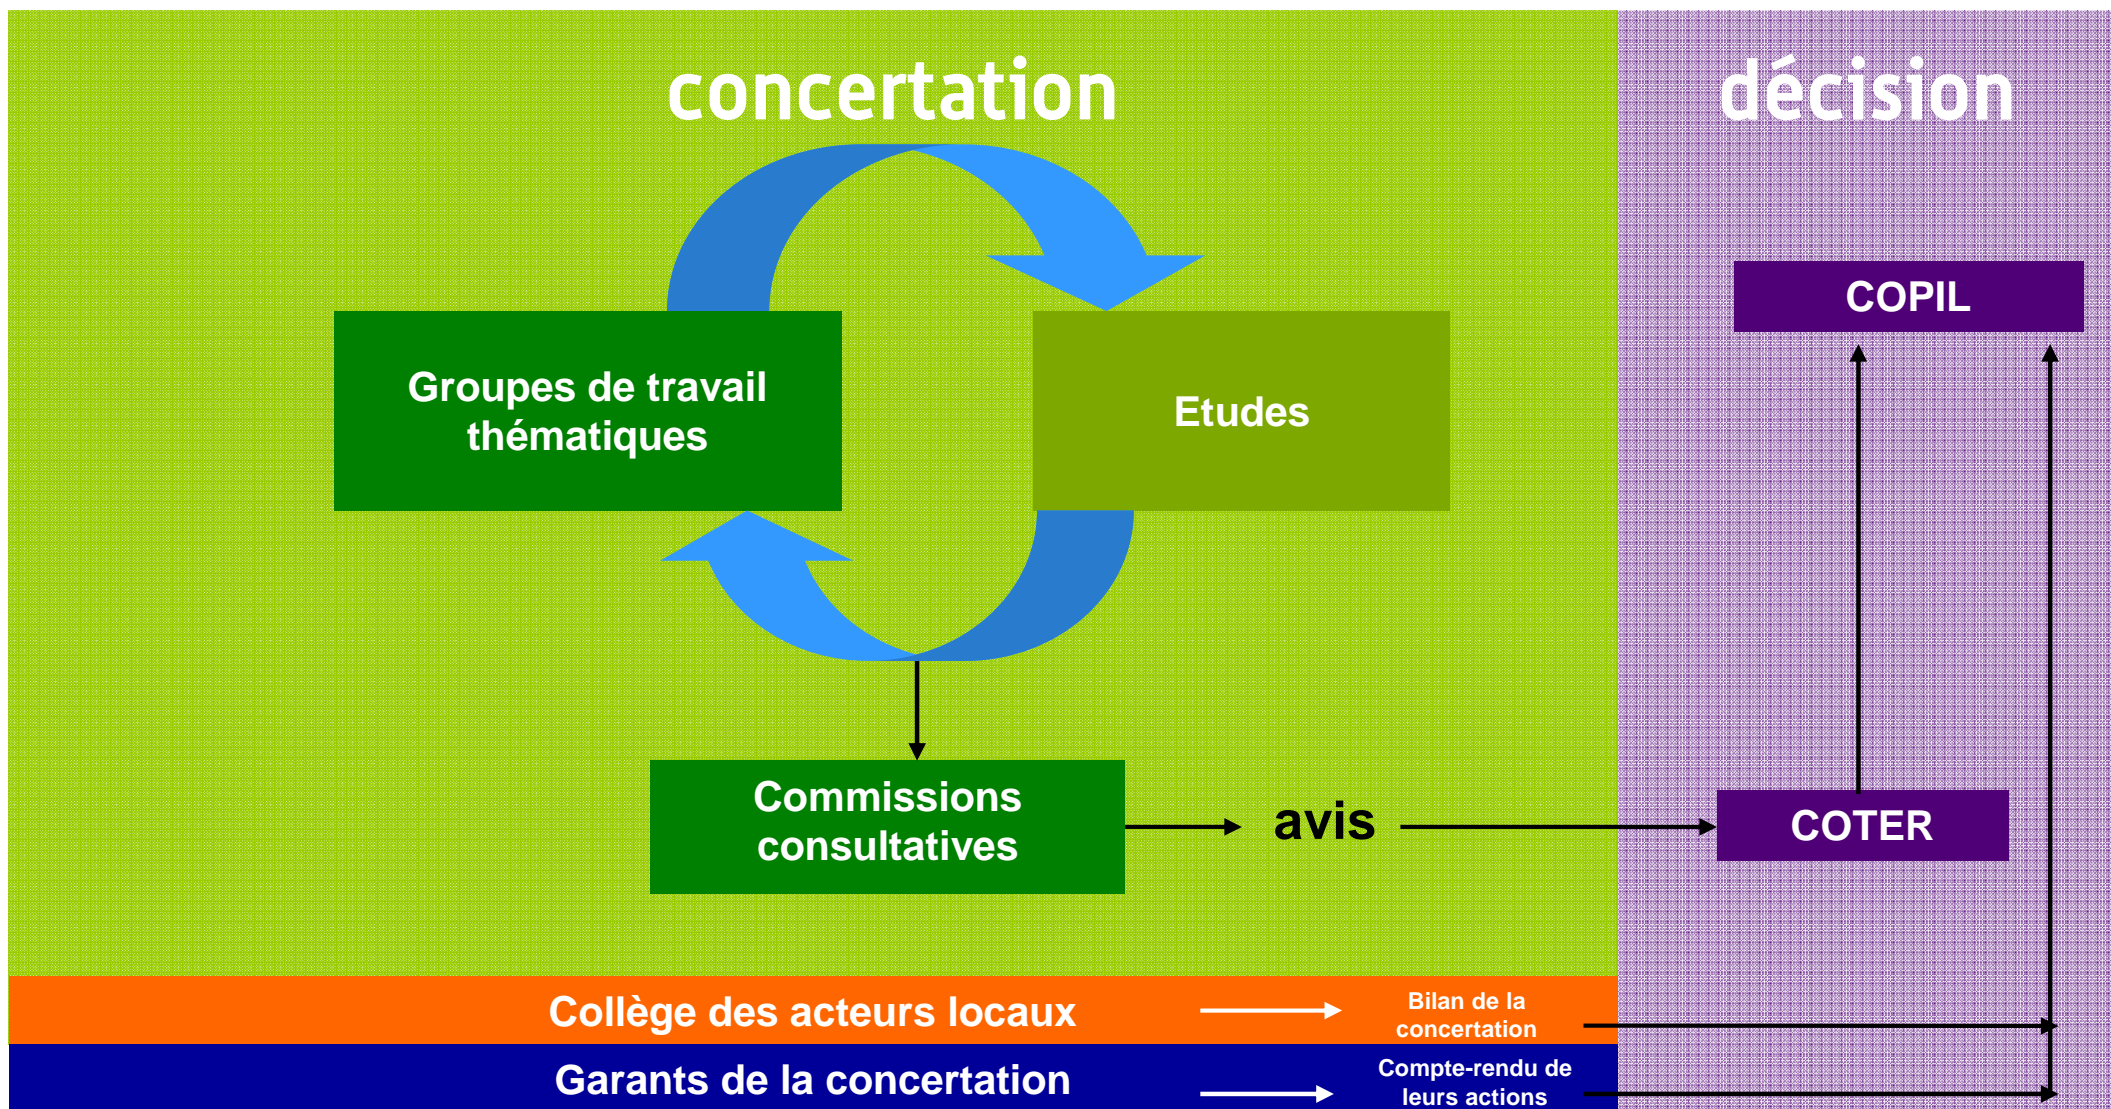 concertation
décision
COPIL
Groupes de travail
thématiques
Etudes
Commissions
consultatives
avis
COTER
Collège des acteurs locaux
Bilan de la
concertation
Garants de la concertation
Compte-rendu de
leurs actions